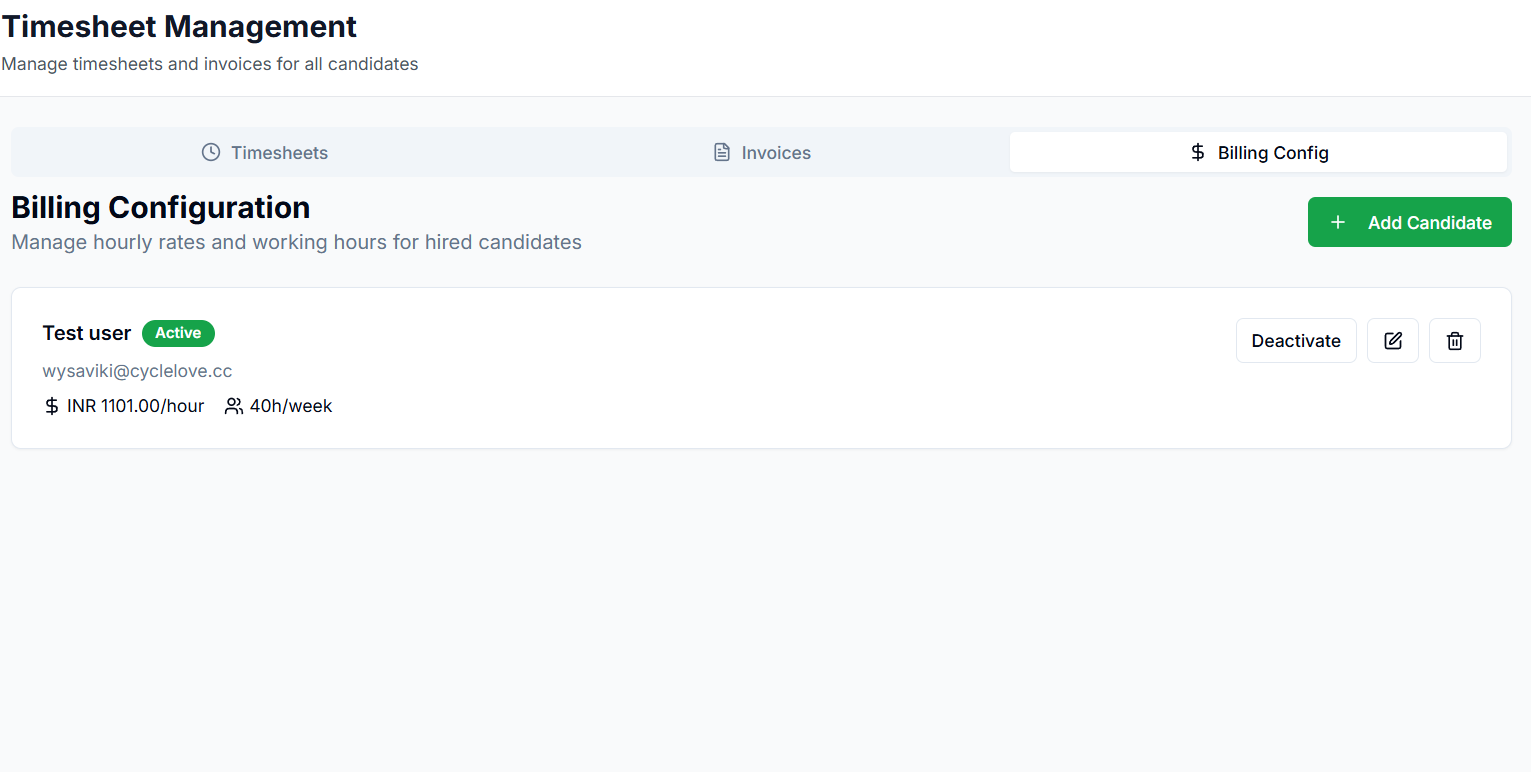 Timesheet Management
Manage timesheets and invoices for all candidates
Timesheets
Invoices
Billing Config
Billing Configuration
Manage hourly rates and working hours for hired candidates
Add Candidate
Test user
Active
Deactivate
wysaviki@cyclelove.cc
INR 1101.00/hour
40h/week